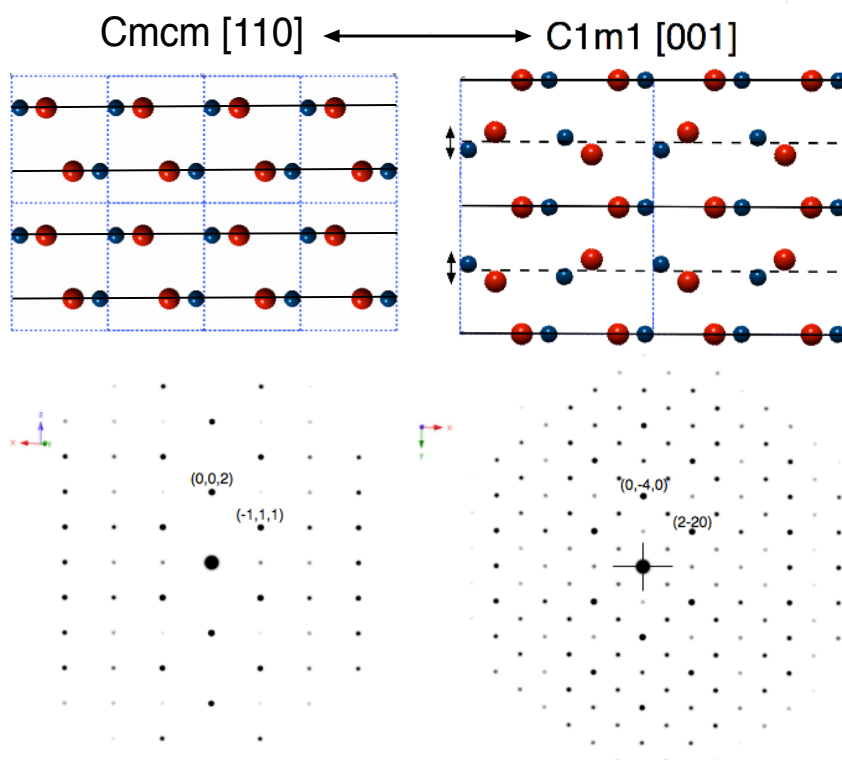 Cmcm [110]
C1m1 [001]
z
x
y
(0,0,2)
(-1,1,1)
x
Y
(0,-4,0)
(2-20)